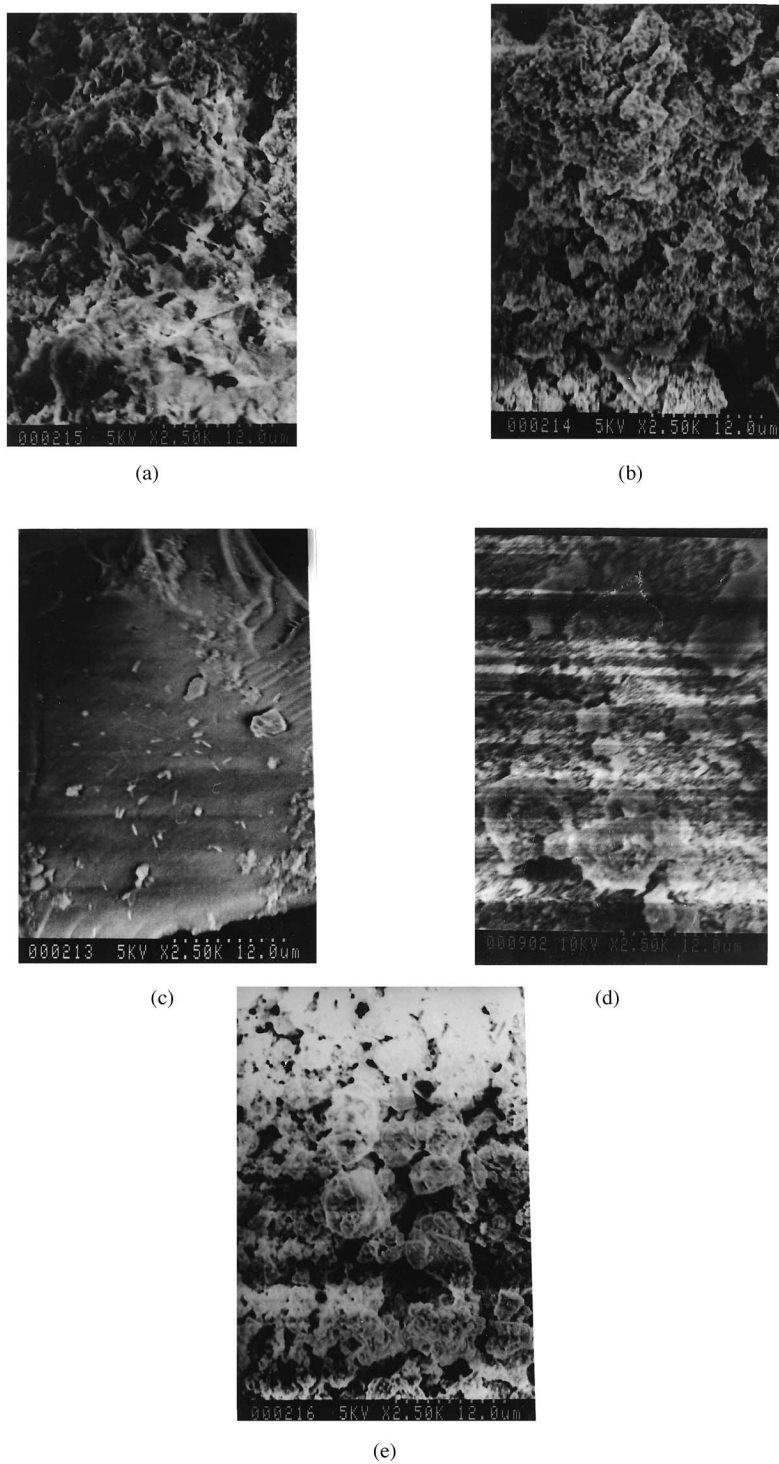 000215 5KV X2.50K 12.0um
(a)
000214 5KV X2.50K 12.0um
(b)
000213 5KV X2.50K 12.0um
(c)
000902 10KV X2.50K 12.0um
(d)
000216 5KV X2.50K 12.0um
(e)